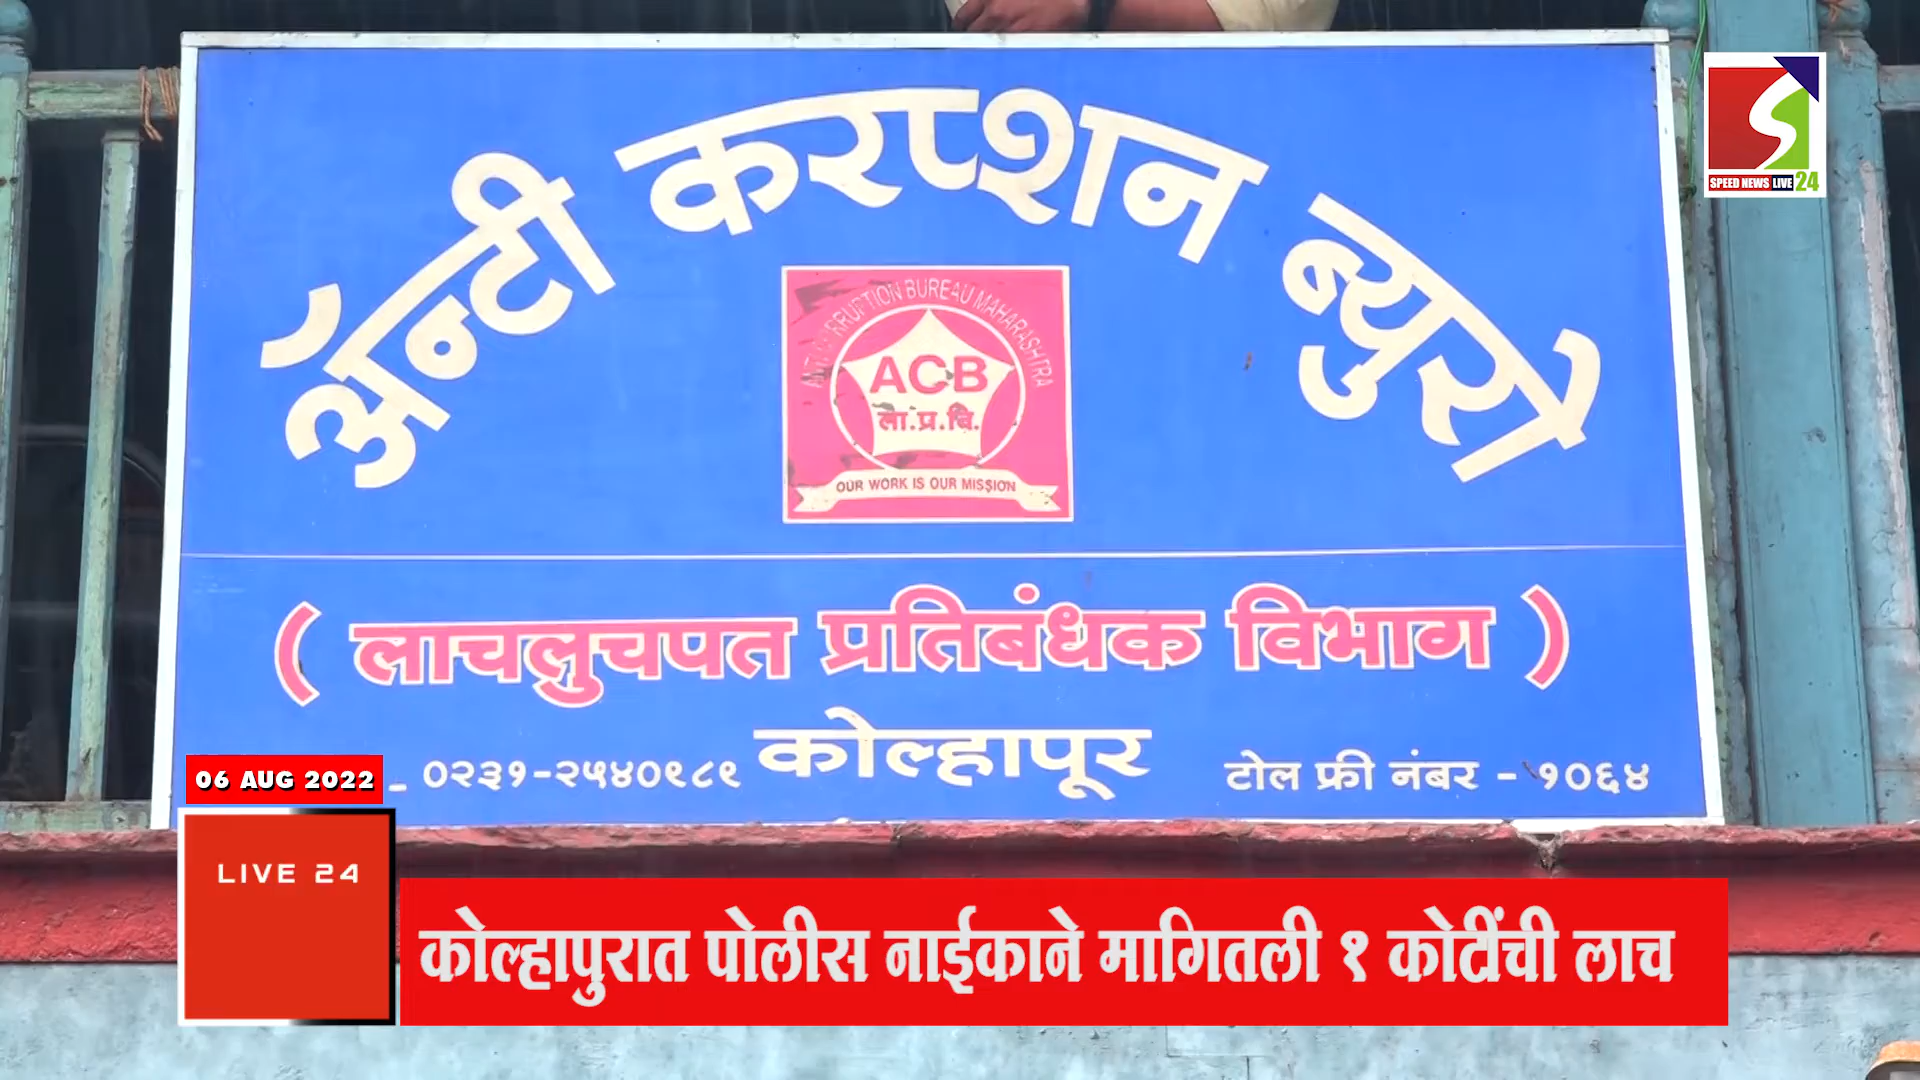 अ‍ॅन्टी करप्शन ब्युरो
SPEED NEWS LIVE 24
ANTI CORRUPTION BUREAU MAHARASHTRA
ACB
ला.प्र.वि.
OUR WORK IS OUR MISSION
( लाचलुचपत प्रतिबंधक विभाग )
कोल्हापूर
०२३१-२५४०९८९
टोल फ्री नंबर - १०६४
06 AUG 2022
LIVE 24
कोल्हापुरात पोलीस नाईकाने मागितली १ कोटींची लाच